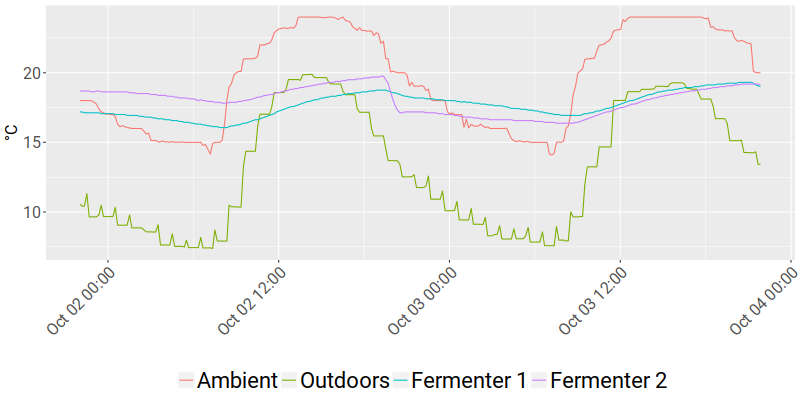 °C
20
15
10
Oct 02 00:00
Oct 02 12:00
Oct 03 00:00
Oct 03 12:00
Oct 04 00:00
Ambient Outdoors Fermenter 1 Fermenter 2